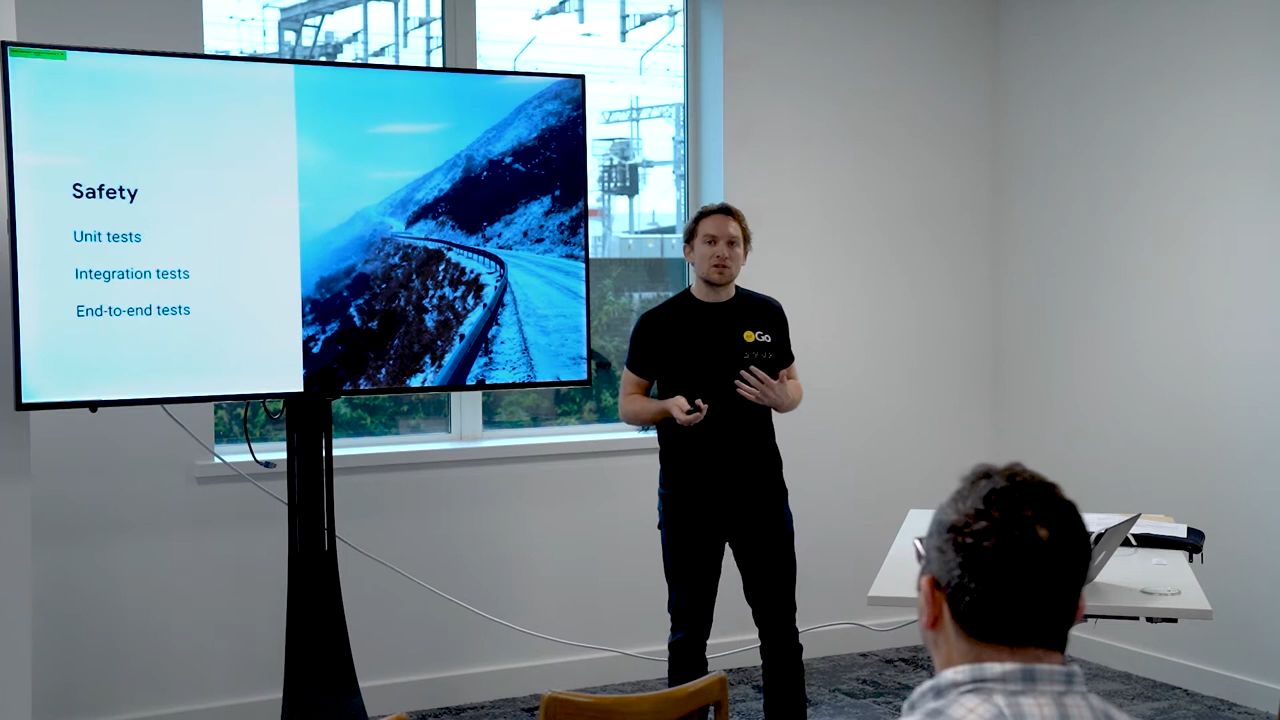 Safety
Unit tests
Integration tests
End-to-end tests
Go